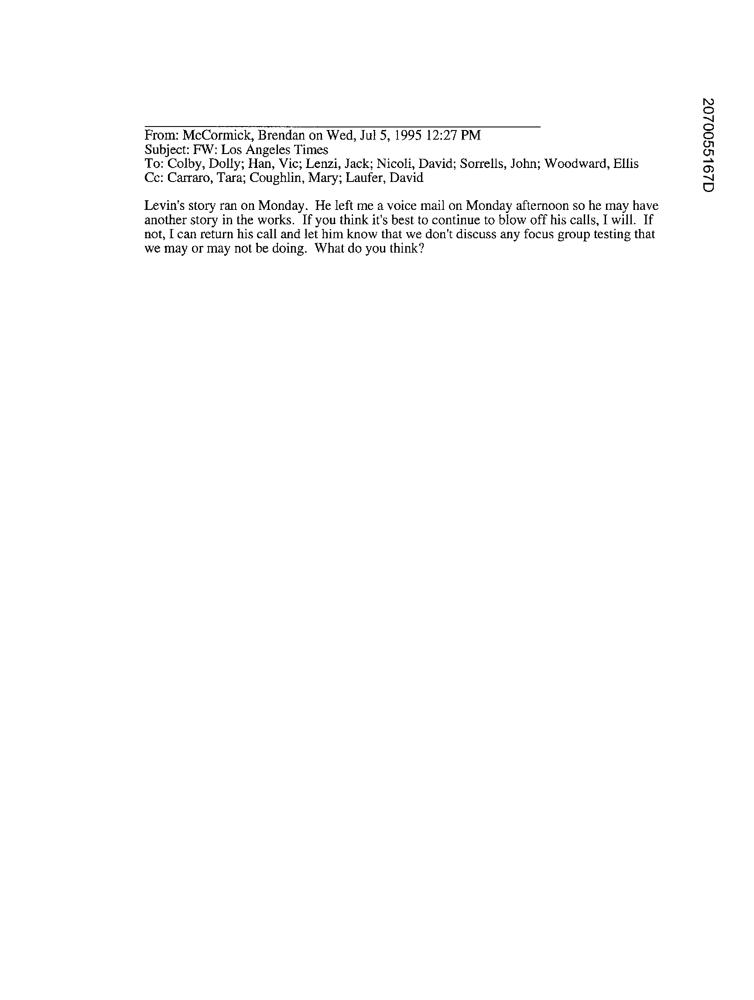 From: McCormick, Brendan on Wed, Jul 5, 1995 12:27 PM
Subject: FW: Los Angeles Times
To: Colby, Dolly; Han, Vic; Lenzi, Jack; Nicoli, David; Sorrells, John; Woodward, Ellis
Cc: Carraro, Tara; Coughlin, Mary; Laufer, David
Levin's story ran on Monday. He left me a voice mail on Monday afternoon so he may have
another story in the works. If you think it's best to continue to blow off his calls, I will. If
not, I can return his call and let him know that we don't discuss any focus group testing that
we may or may not be doing. What do you think?
2070055167D